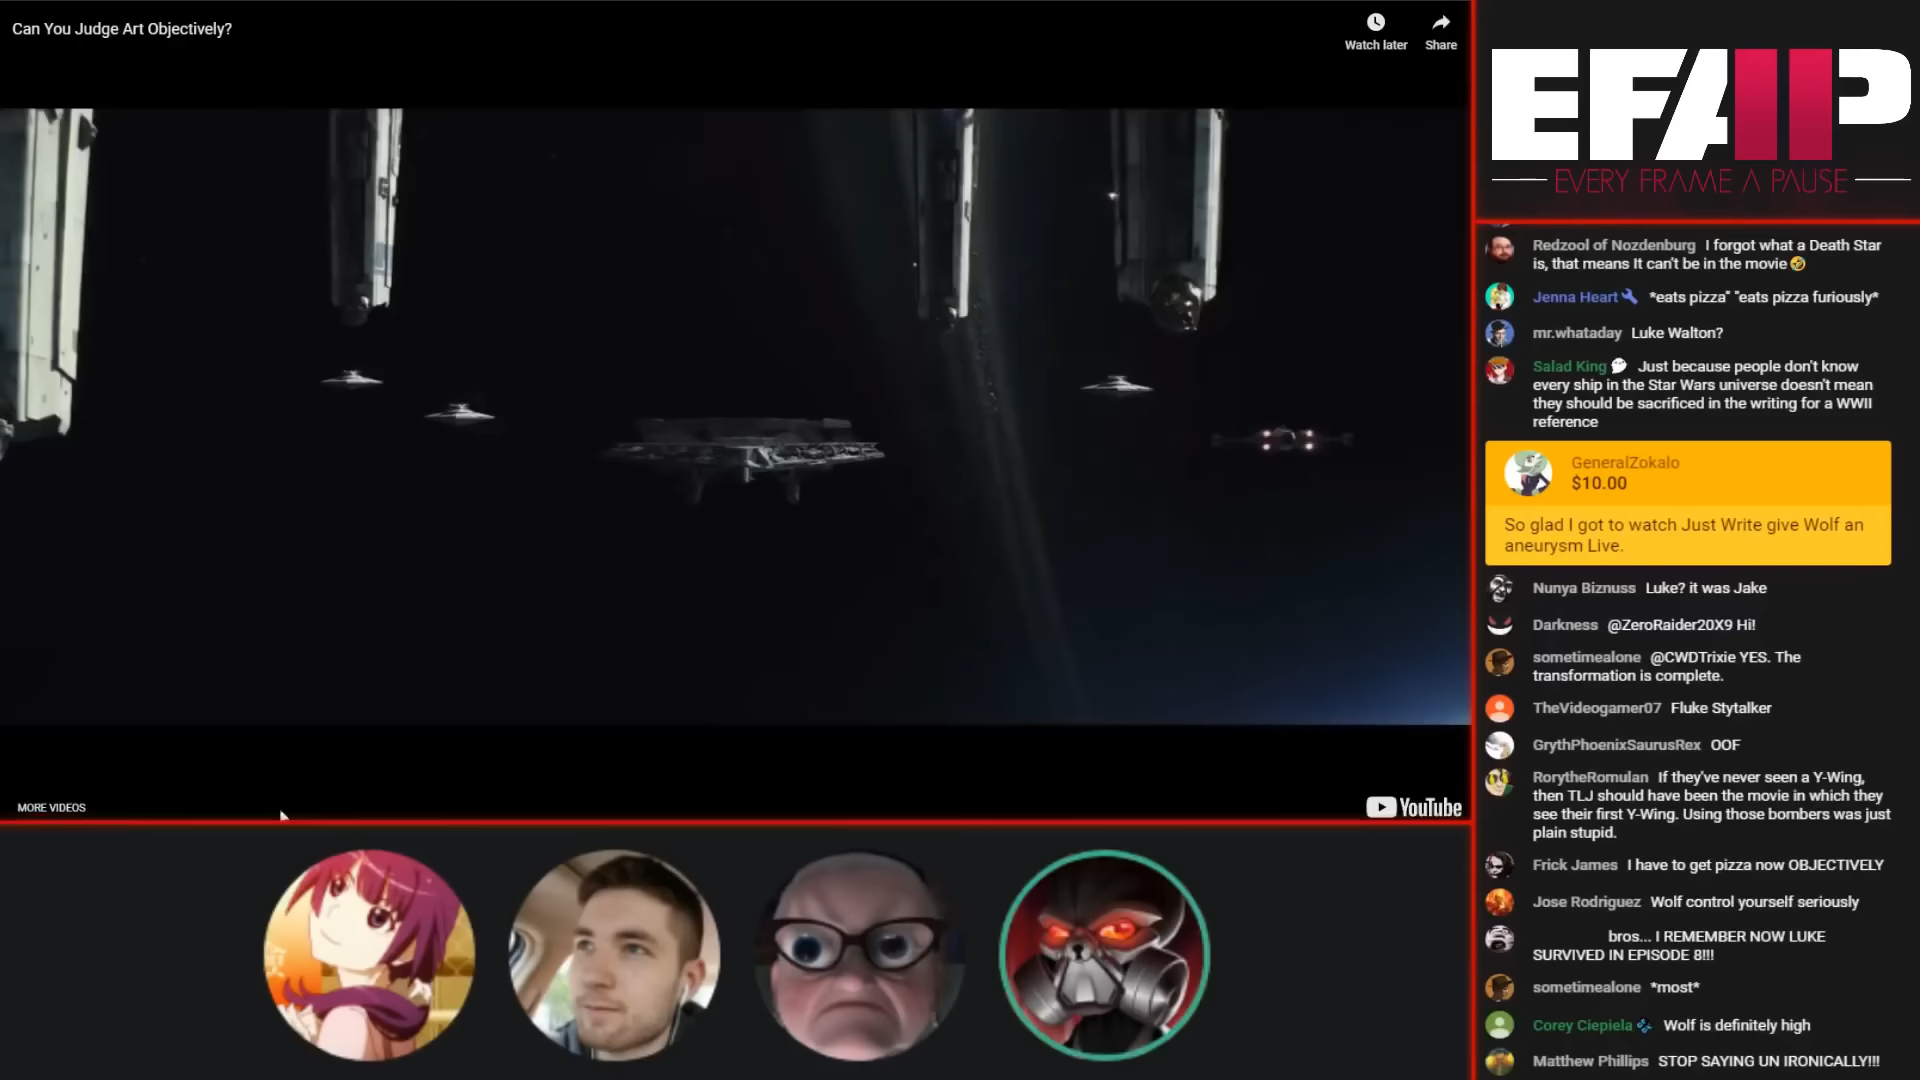 Can You Judge Art Objectively?
Watch later
Share
EFAP
EVERY FRAME A PAUSE
Redzool of Nozdenburg I forgot what a Death Star
is, that means It can't be in the movie🤣
Jenna Heart *eats pizza" "eats pizza furiously*
mr.whataday Luke Walton?
Salad King Just because people don't know
every ship in the Star Wars universe doesn't mean
they should be sacrificed in the writing for a WWII
reference
GeneralZokalo
$10.00
So glad I got to watch Just Write give Wolf an
aneurysm Live.
Nunya Biznuss Luke? it was Jake
Darkness @ZeroRaider20X9 Hi!
sometimealone @CWDTrixie YES. The
transformation is complete.
TheVideogamer07 Fluke Stytalker
GrythPhoenixSaurusRex OOF
RorytheRomulan If they've never seen a Y-Wing,
then TLJ should have been the movie in which they
see their first Y-Wing. Using those bombers was just
plain stupid.
Frick James I have to get pizza now OBJECTIVELY
Jose Rodriguez Wolf control yourself seriously
bros... I REMEMBER NOW LUKE
SURVIVED IN EPISODE 8!!!
sometimealone *most*
Corey Ciepiela Wolf is definitely high
Matthew Phillips STOP SAYING UN IRONICALLY!!!
MORE VIDEOS
YouTube